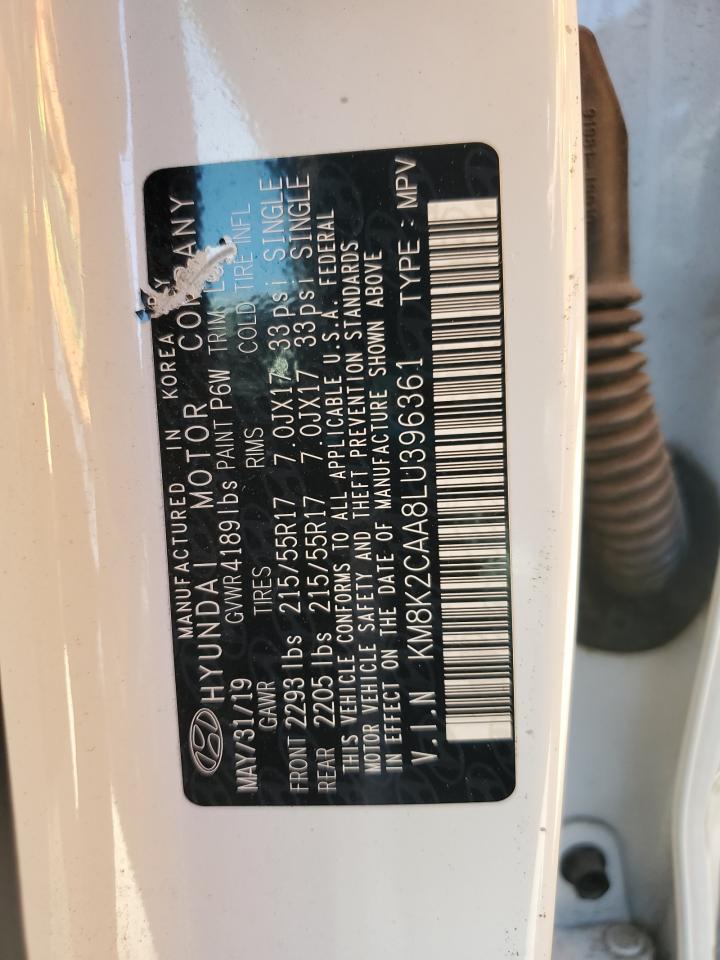 MANUFACTURED IN KOREA
HYUNDAI MOTOR COMPANY
MAY/31/19 GVWR 4189lbs PAINT P6W TRIM
GAWR TIRES RIMS COLD TIRE INFL
FRONT 2293 lbs 215/55R17 7.0JX17 33psi SINGLE
REAR 2205 lbs 215/55R17 7.0JX17 33psi SINGLE
THIS VEHICLE CONFORMS TO ALL APPLICABLE U.S.A. FEDERAL
MOTOR VEHICLE SAFETY AND THEFT PREVENTION STANDARDS
IN EFFECT ON THE DATE OF MANUFACTURE SHOWN ABOVE
V.I.N KM8K2CAA8LU396361 TYPE: MPV